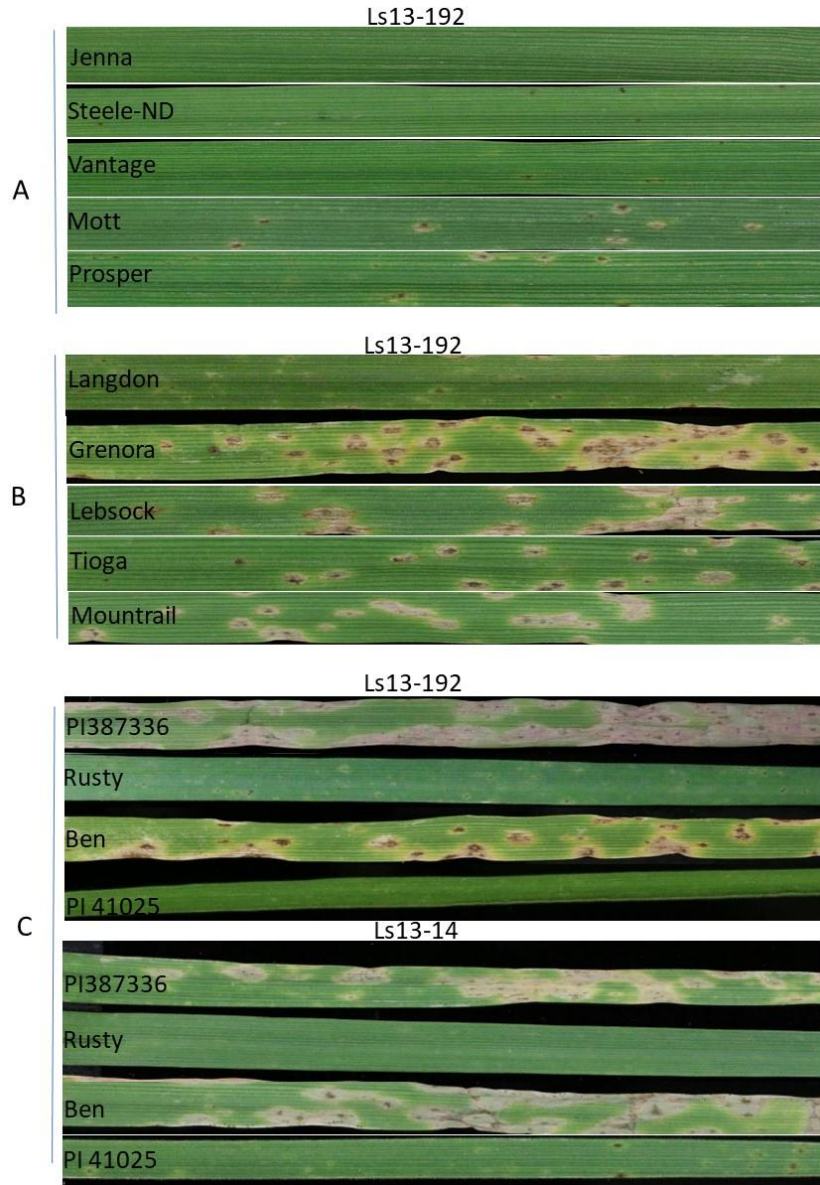 Ls13-192
Jenna
Steele-ND
Vantage
A
Mott
Prosper
Ls13-192
Langdon
Grenora
B
Lebsock
Tioga
Mountrail
Ls13-192
PI387336
Rusty
Ben
PI 41025
C
Ls13-14
PI387336
Rusty
Ben
PI 41025